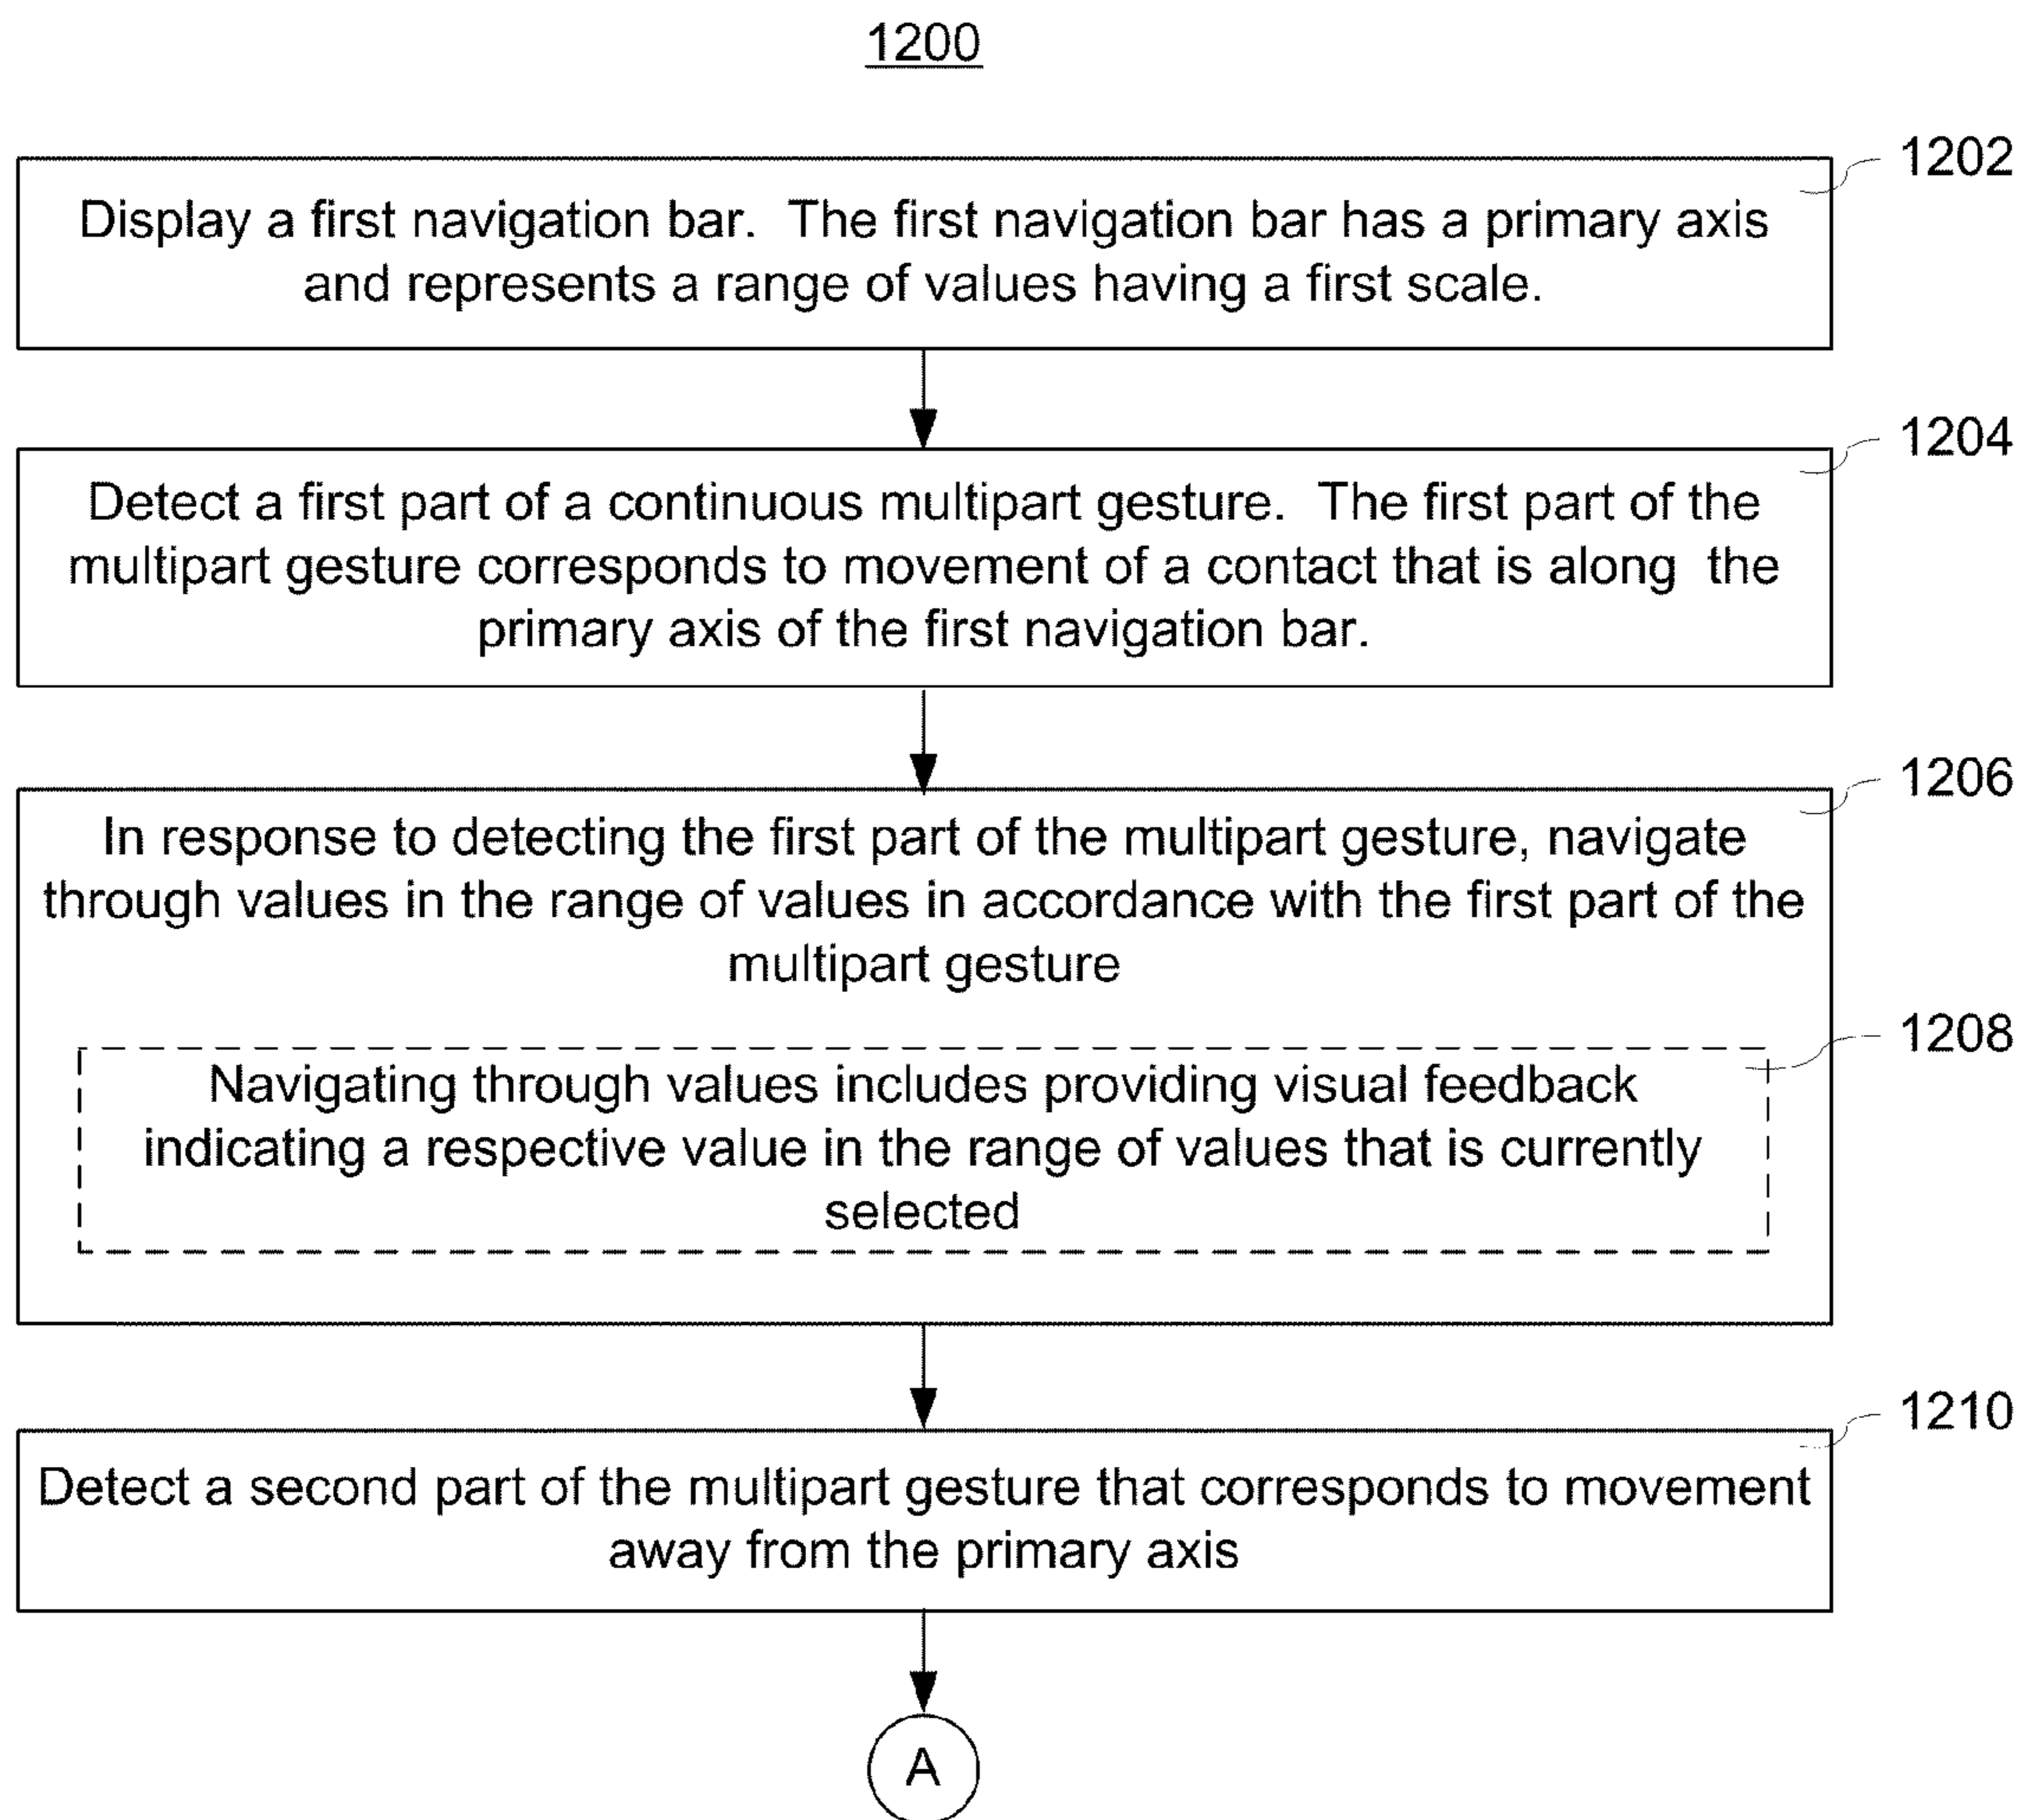 1200
1202
Display a first navigation bar. The first navigation bar has a primary axis
and represents a range of values having a first scale.
1204
Detect a first part of a continuous multipart gesture. The first part of the
multipart gesture corresponds to movement of a contact that is along the
primary axis of the first navigation bar.
1206
In response to detecting the first part of the multipart gesture, navigate
through values in the range of values in accordance with the first part of the
multipart gesture
1208
Navigating through values includes providing visual feedback
indicating a respective value in the range of values that is currently
selected
1210
Detect a second part of the multipart gesture that corresponds to movement
away from the primary axis
A